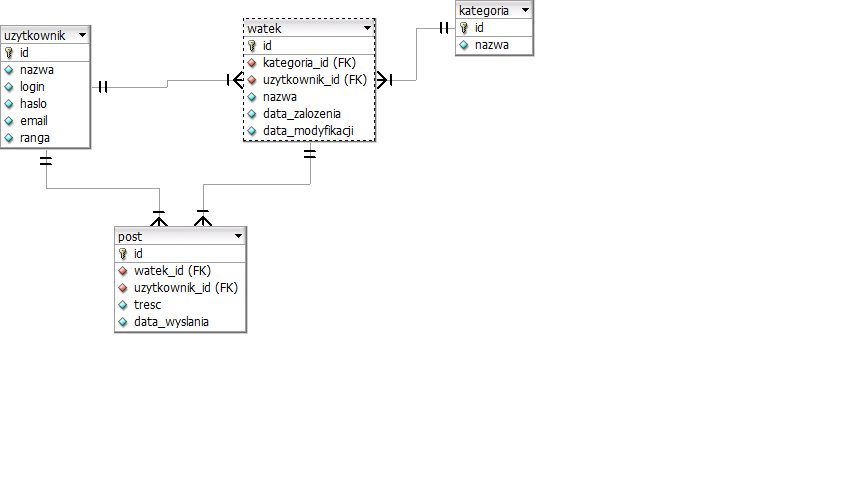 uzytkownik
id
nazwa
login
haslo
email
ranga
watek
id
kategoria_id (FK)
uzytkownik_id (FK)
nazwa
data_zalozenia
data_modyfikacji
kategoria
id
nazwa
post
id
watek_id (FK)
uzytkownik_id (FK)
tresc
data_wyslania